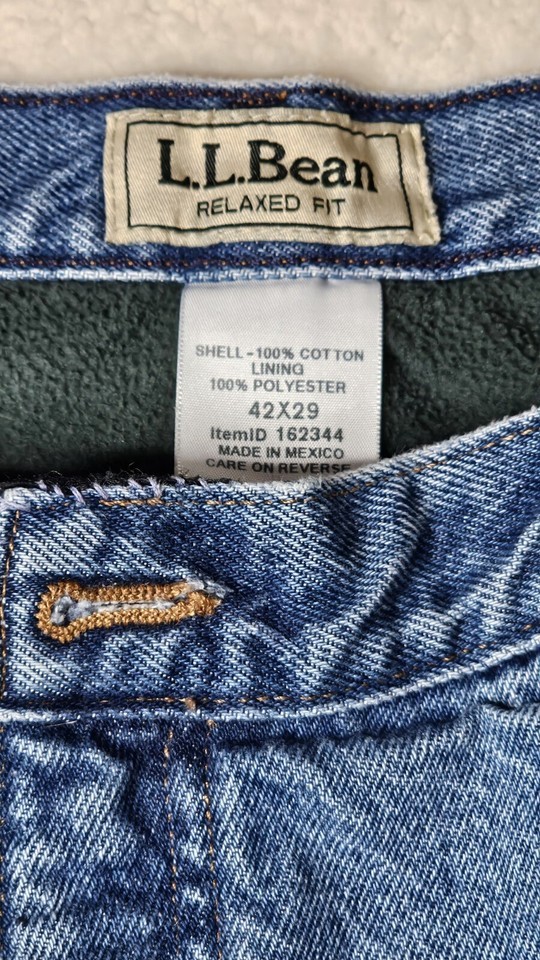 L.L.Bean
RELAXED FIT
SHELL-100% COTTON
LINING
100% POLYESTER
42X29
ItemID 162344
MADE IN MEXICO
CARE ON REVERSE